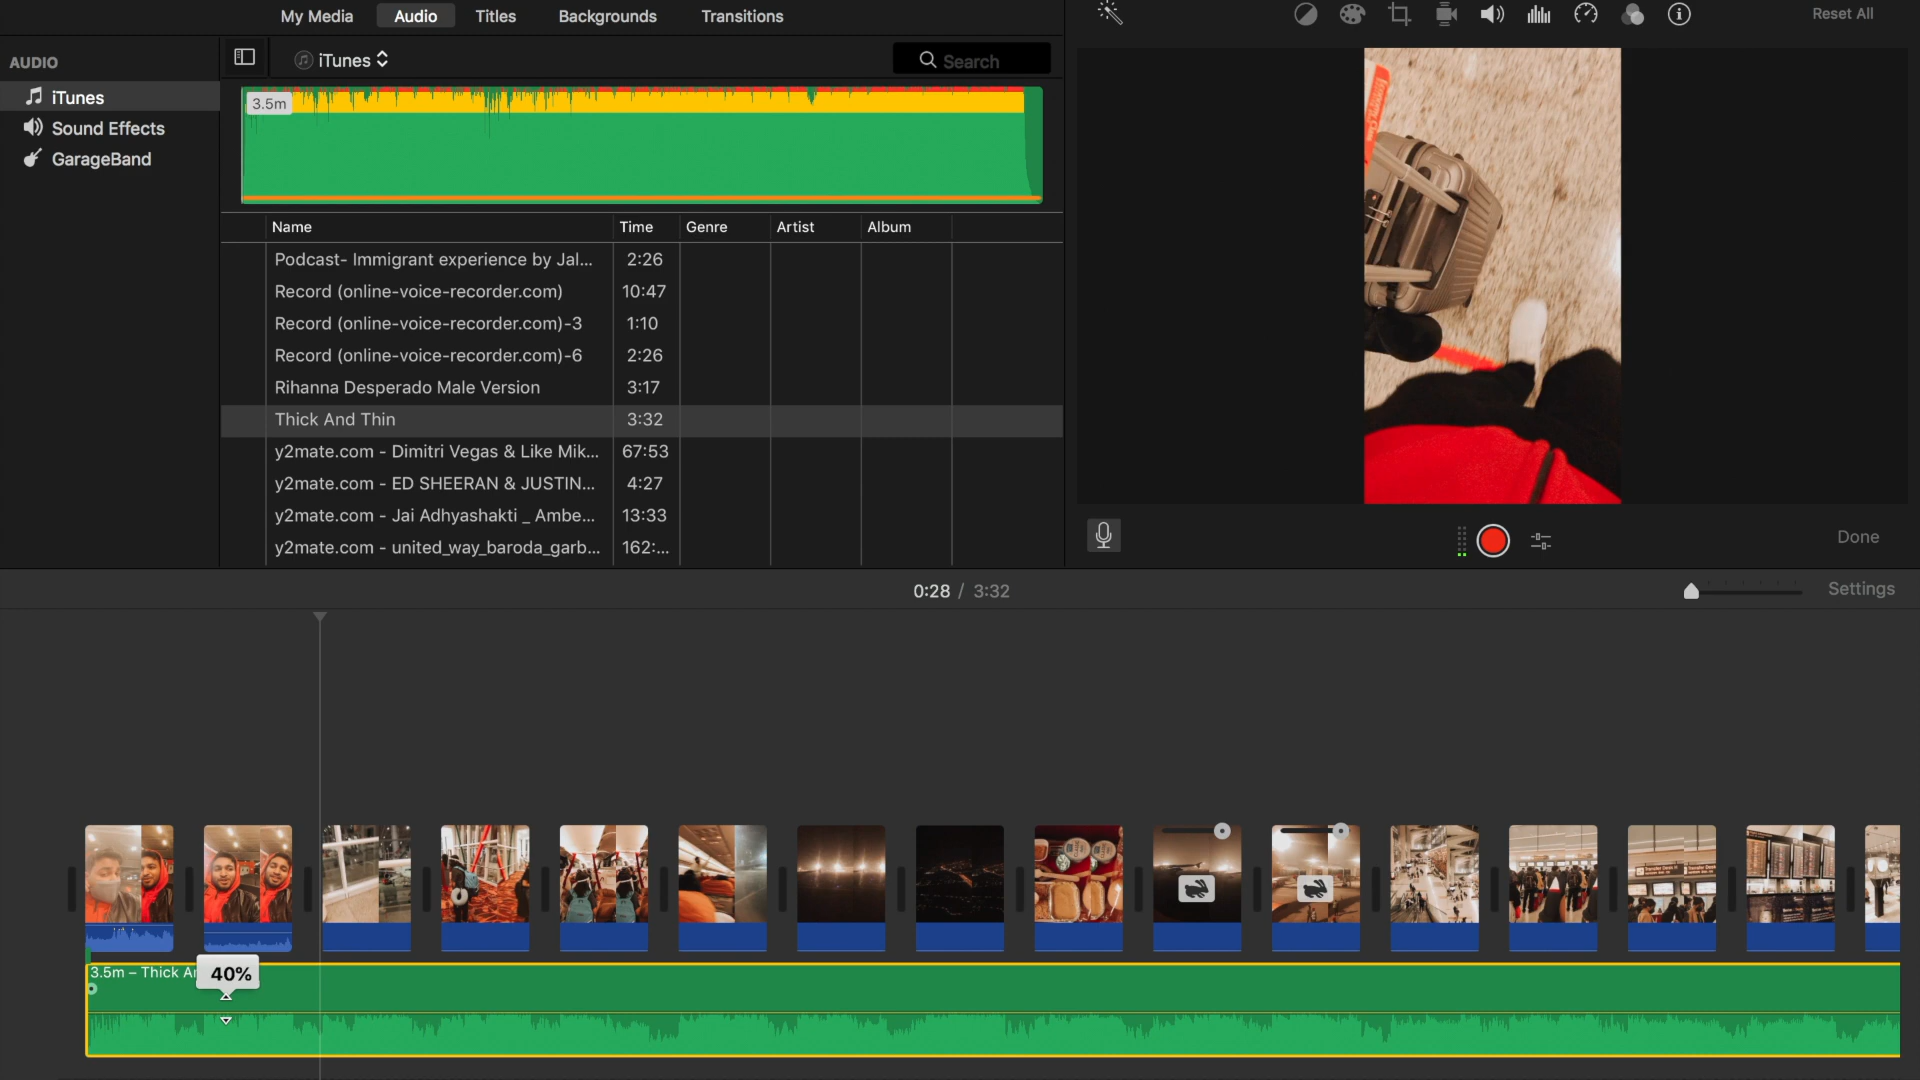 My Media
Audio
Titles
Backgrounds
Transitions
Reset All
AUDIO
iTunes
Search
iTunes
Sound Effects
GarageBand
3.5m
Name
Time
Genre
Artist
Album
Podcast- Immigrant experience by Jal... 2:26
Record (online-voice-recorder.com) 10:47
Record (online-voice-recorder.com)-3 1:10
Record (online-voice-recorder.com)-6 2:26
Rihanna Desperado Male Version 3:17
Thick And Thin 3:32
y2mate.com - Dimitri Vegas & Like Mik... 67:53
y2mate.com - ED SHEERAN & JUSTIN... 4:27
y2mate.com - Jai Adhyashakti _ Ambe... 13:33
y2mate.com - united_way_baroda_garb... 162:...
Done
0:28 / 3:32
Settings
3.5m – Thick Ar
40%